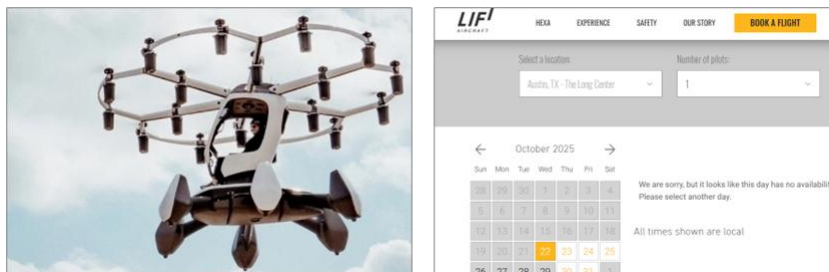 LIFT
AIRCRAFT
HEXA
EXPERIENCE
SAFETY
OUR STORY
BOOK A FLIGHT
Select a location:
Number of pilots:
Austin, TX - The Long Center
1
October 2025
Sun Mon Tue Wed Thu Fri Sat
28 29 30 1 2 3 4
5 6 7 8 9 10 11
12 13 14 15 16 17 18
19 20 21 22 23 24 25
26 27 28 29 30 31 1
We are sorry, but it looks like this day has no availabilit
Please select another day.
All times shown are local